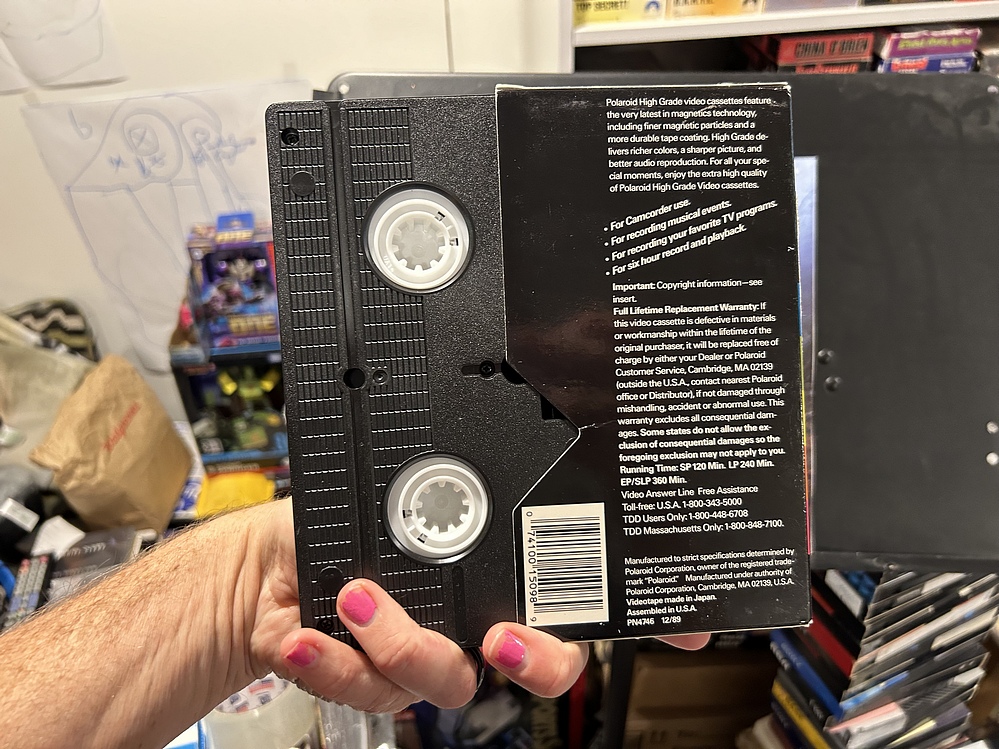 TOP SECRET!
CHINA O'BRIEN
Polaroid High Grade video cassettes feature
the very latest in magnetics technology,
including finer magnetic particles and a
more durable tape coating. High Grade de-
livers richer colors, a sharper picture, and
better audio reproduction. For all your spe-
cial moments, enjoy the extra high quality
of Polaroid High Grade Video cassettes.
• For Camcorder use.
• For recording musical events.
• For recording your favorite TV programs.
• For six hour record and playback.
Important: Copyright information—see
insert.
Full Lifetime Replacement Warranty: If
this video cassette is defective in materials
or workmanship within the lifetime of the
original purchaser, it will be replaced free of
charge by either your Dealer or Polaroid
Customer Service, Cambridge, MA 02139
(outside the U.S.A., contact nearest Polaroid
office or Distributor), if not damaged through
mishandling, accident or abnormal use. This
warranty excludes all consequential dam-
ages. Some states do not allow the ex-
clusion of consequential damages so the
foregoing exclusion may not apply to you.
Running Time: SP 120 Min. LP 240 Min.
EP/SLP 360 Min.
Video Answer Line Free Assistance
Toll-free: U.S.A. 1-800-343-5000
TDD Users Only: 1-800-448-6708
TDD Massachusetts Only: 1-800-848-7100.
Manufactured to strict specifications determined by
Polaroid Corporation, owner of the registered trade-
mark "Polaroid." Manufactured under authority of
Polaroid Corporation, Cambridge, MA 02139, U.S.A.
Videotape made in Japan.
Assembled in U.S.A.
PN4746 12/89
0 74100 15098 9
ONE